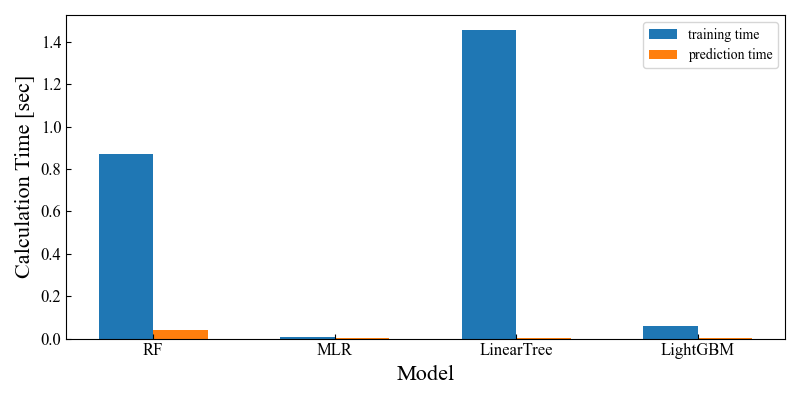 training time
prediction time
Calculation Time [sec]
1.4
1.2
1.0
0.8
0.6
0.4
0.2
0.0
RF MLR LinearTree LightGBM
Model